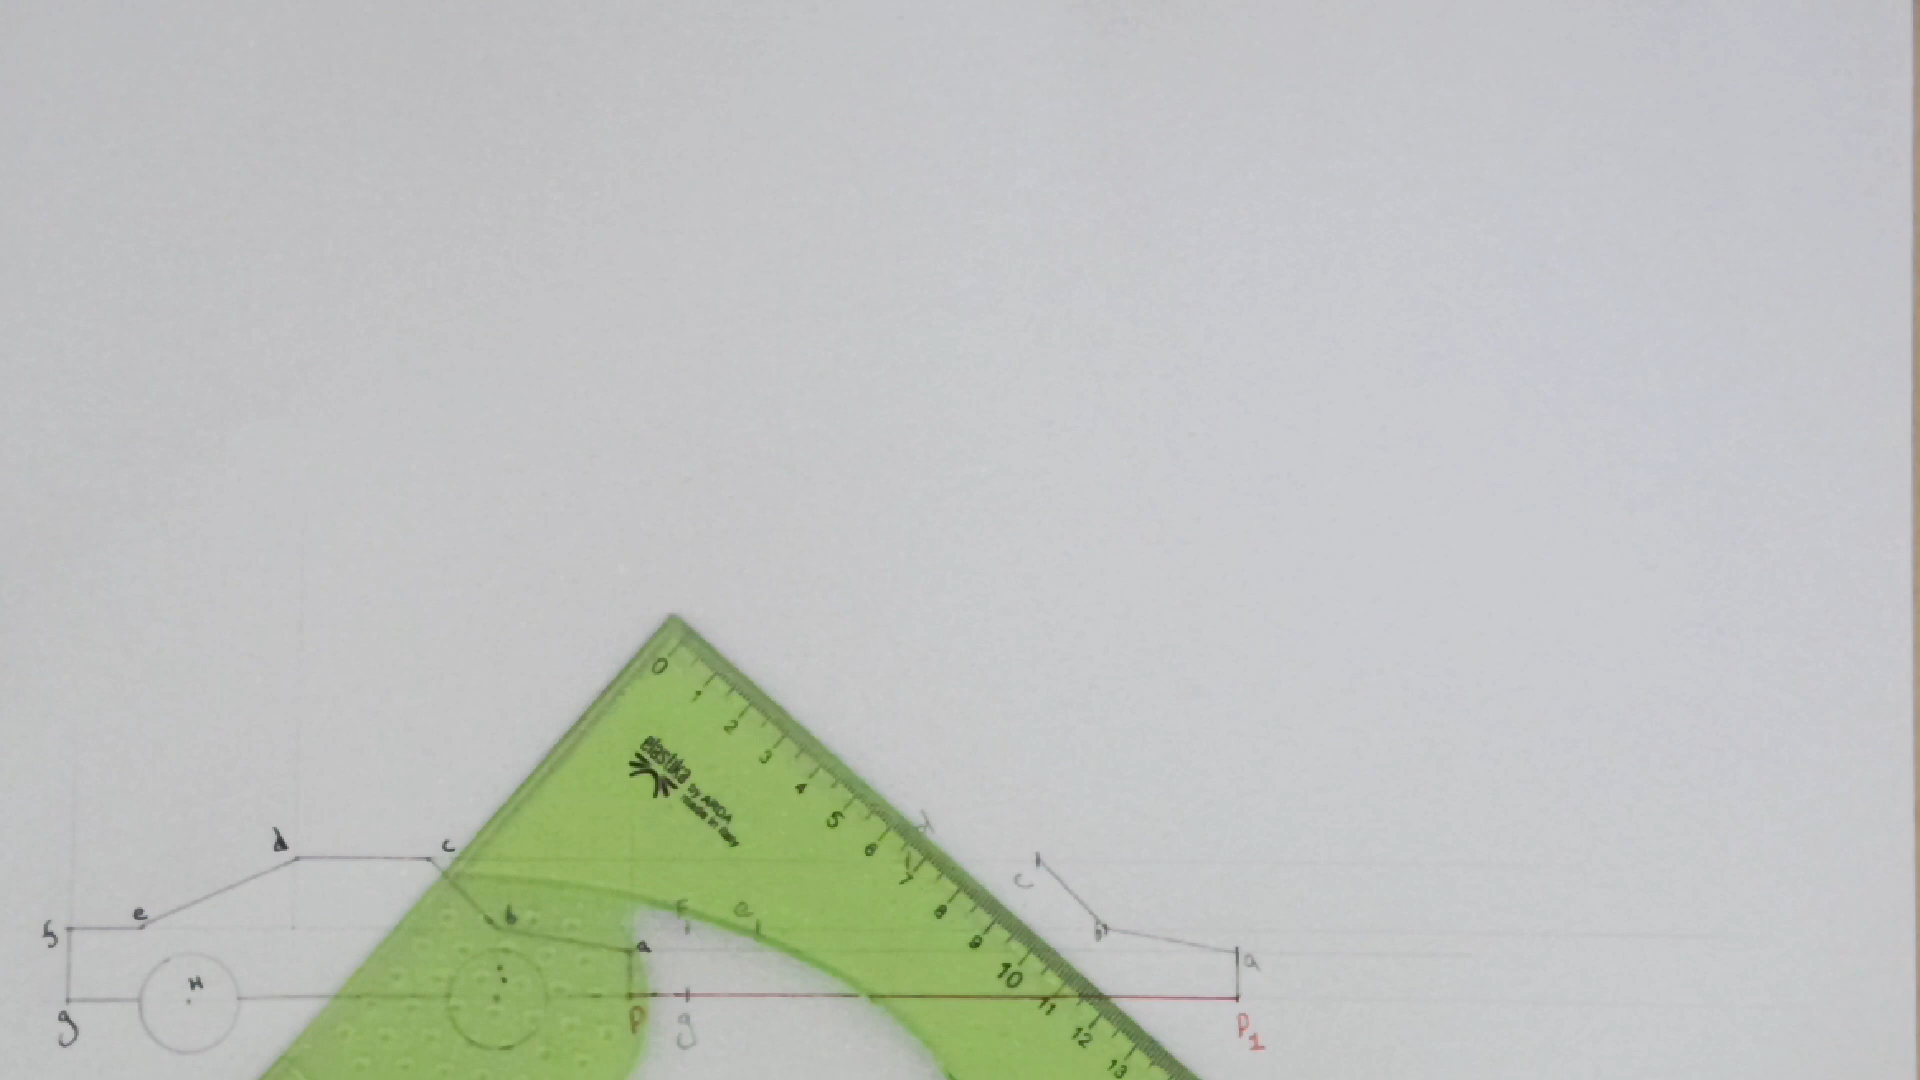 0
1
2
3
4
5
6
7
8
9
10
11
12
13
elastika
by ARDA
Made in Italy
d c d
e b f e c b
a a
H
g P g P1